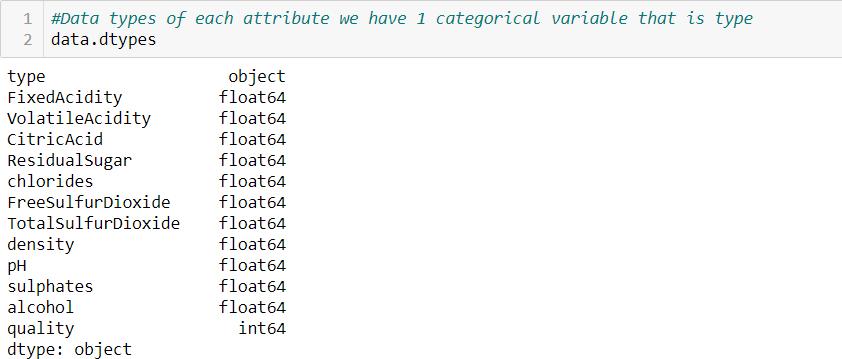 1 #Data types of each attribute we have 1 categorical variable that is type
2 data.dtypes
type object
FixedAcidity float64
VolatileAcidity float64
CitricAcid float64
ResidualSugar float64
chlorides float64
FreeSulfurDioxide float64
TotalSulfurDioxide float64
density float64
pH float64
sulphates float64
alcohol float64
quality int64
dtype: object